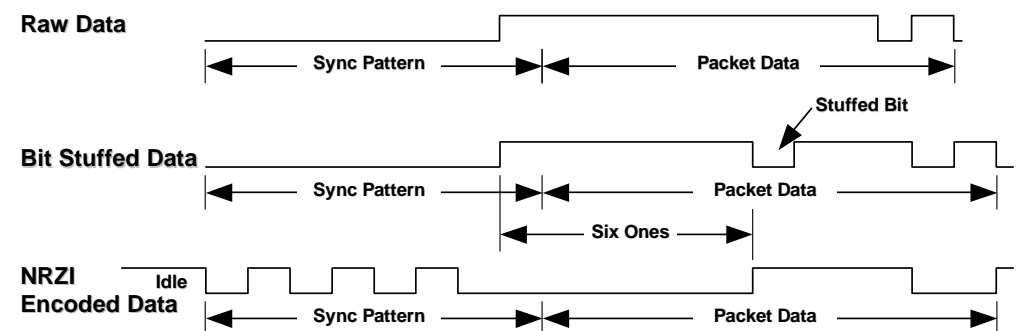 Raw Data
Sync Pattern
Packet Data
Stuffed Bit
Bit Stuffed Data
Sync Pattern
Packet Data
Six Ones
NRZI
Idle
Encoded Data
Sync Pattern
Packet Data